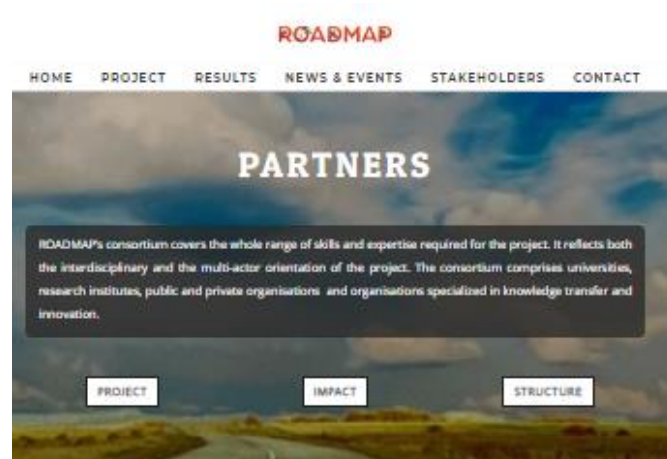 ROADMAP
HOME PROJECT RESULTS NEWS & EVENTS STAKEHOLDERS CONTACT
PARTNERS
ROADMAP's consortium covers the whole range of skills and expertise required for the project. It reflects both
the interdisciplinary and the multi-actor orientation of the project. The consortium comprises universities,
research institutes, public and private organisations and organisations specialized in knowledge transfer and
innovation.
PROJECT IMPACT STRUCTURE